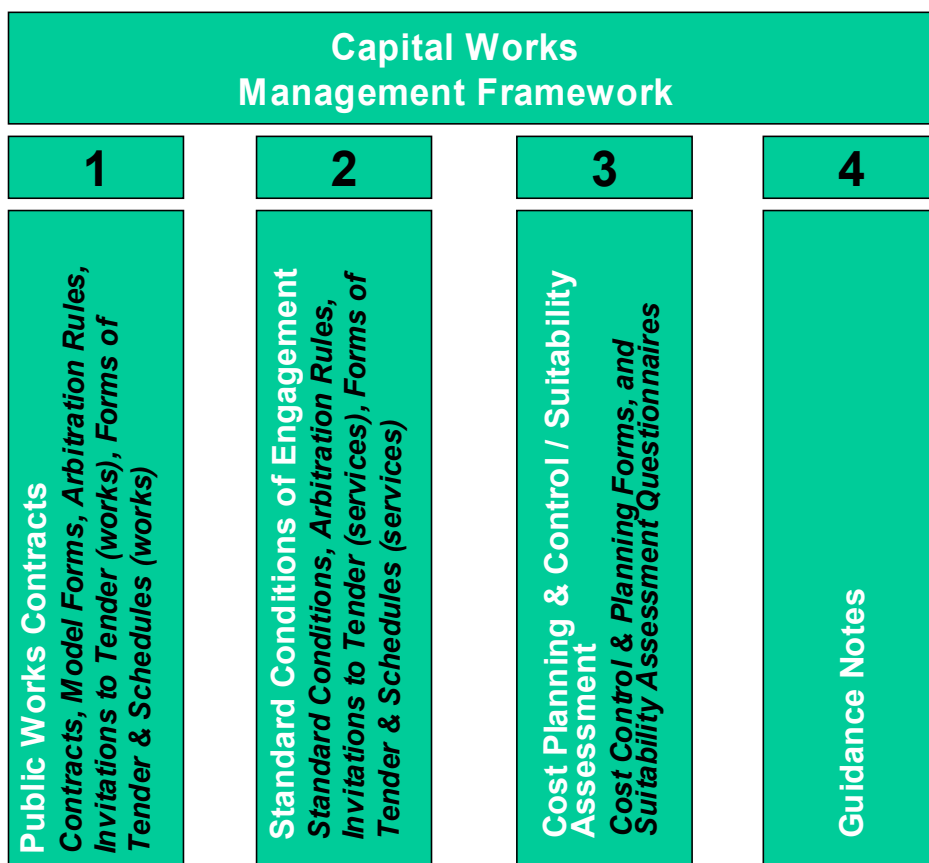 Capital Works
Management Framework
1
2
3
4
Public Works Contracts
Contracts, Model Forms, Arbitration Rules,
Invitations to Tender (works), Forms of
Tender & Schedules (works)
Standard Conditions of Engagement
Standard Conditions, Arbitration Rules,
Invitations to Tender (services), Forms of
Tender & Schedules (services)
Cost Planning & Control / Suitability
Assessment
Cost Control & Planning Forms, and
Suitability Assessment Questionnaires
Guidance Notes